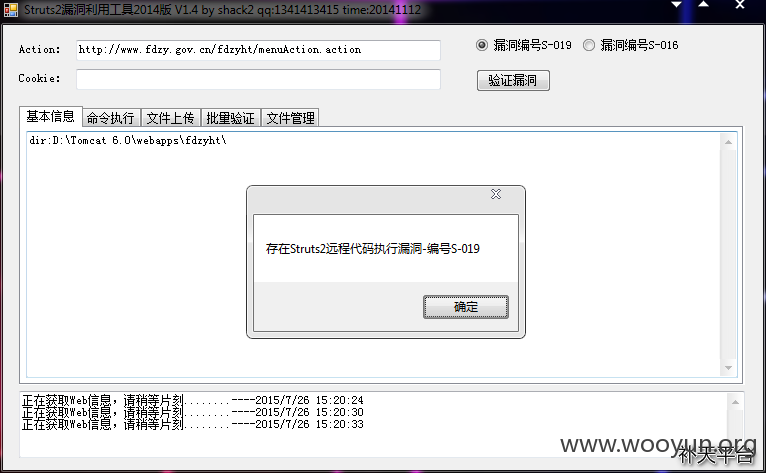 Struts2漏洞利用工具2014版 V1.4 by shack2 qq:1341413415 time:20141112
Action: http://www.fdzy.gov.cn/fdzyht/menuAction.action
漏洞编号S-019 漏洞编号S-016
Cookie:
验证漏洞
基本信息 命令执行 文件上传 批量验证 文件管理
dir:D:\Tomcat 6.0\webapps\fdzyht\
存在Struts2远程代码执行漏洞-编号S-019
确定
正在获取Web信息，请稍等片刻........----2015/7/26 15:20:24
正在获取Web信息，请稍等片刻........----2015/7/26 15:20:30
正在获取Web信息，请稍等片刻........----2015/7/26 15:20:33
www.wooyun.org
补天平台